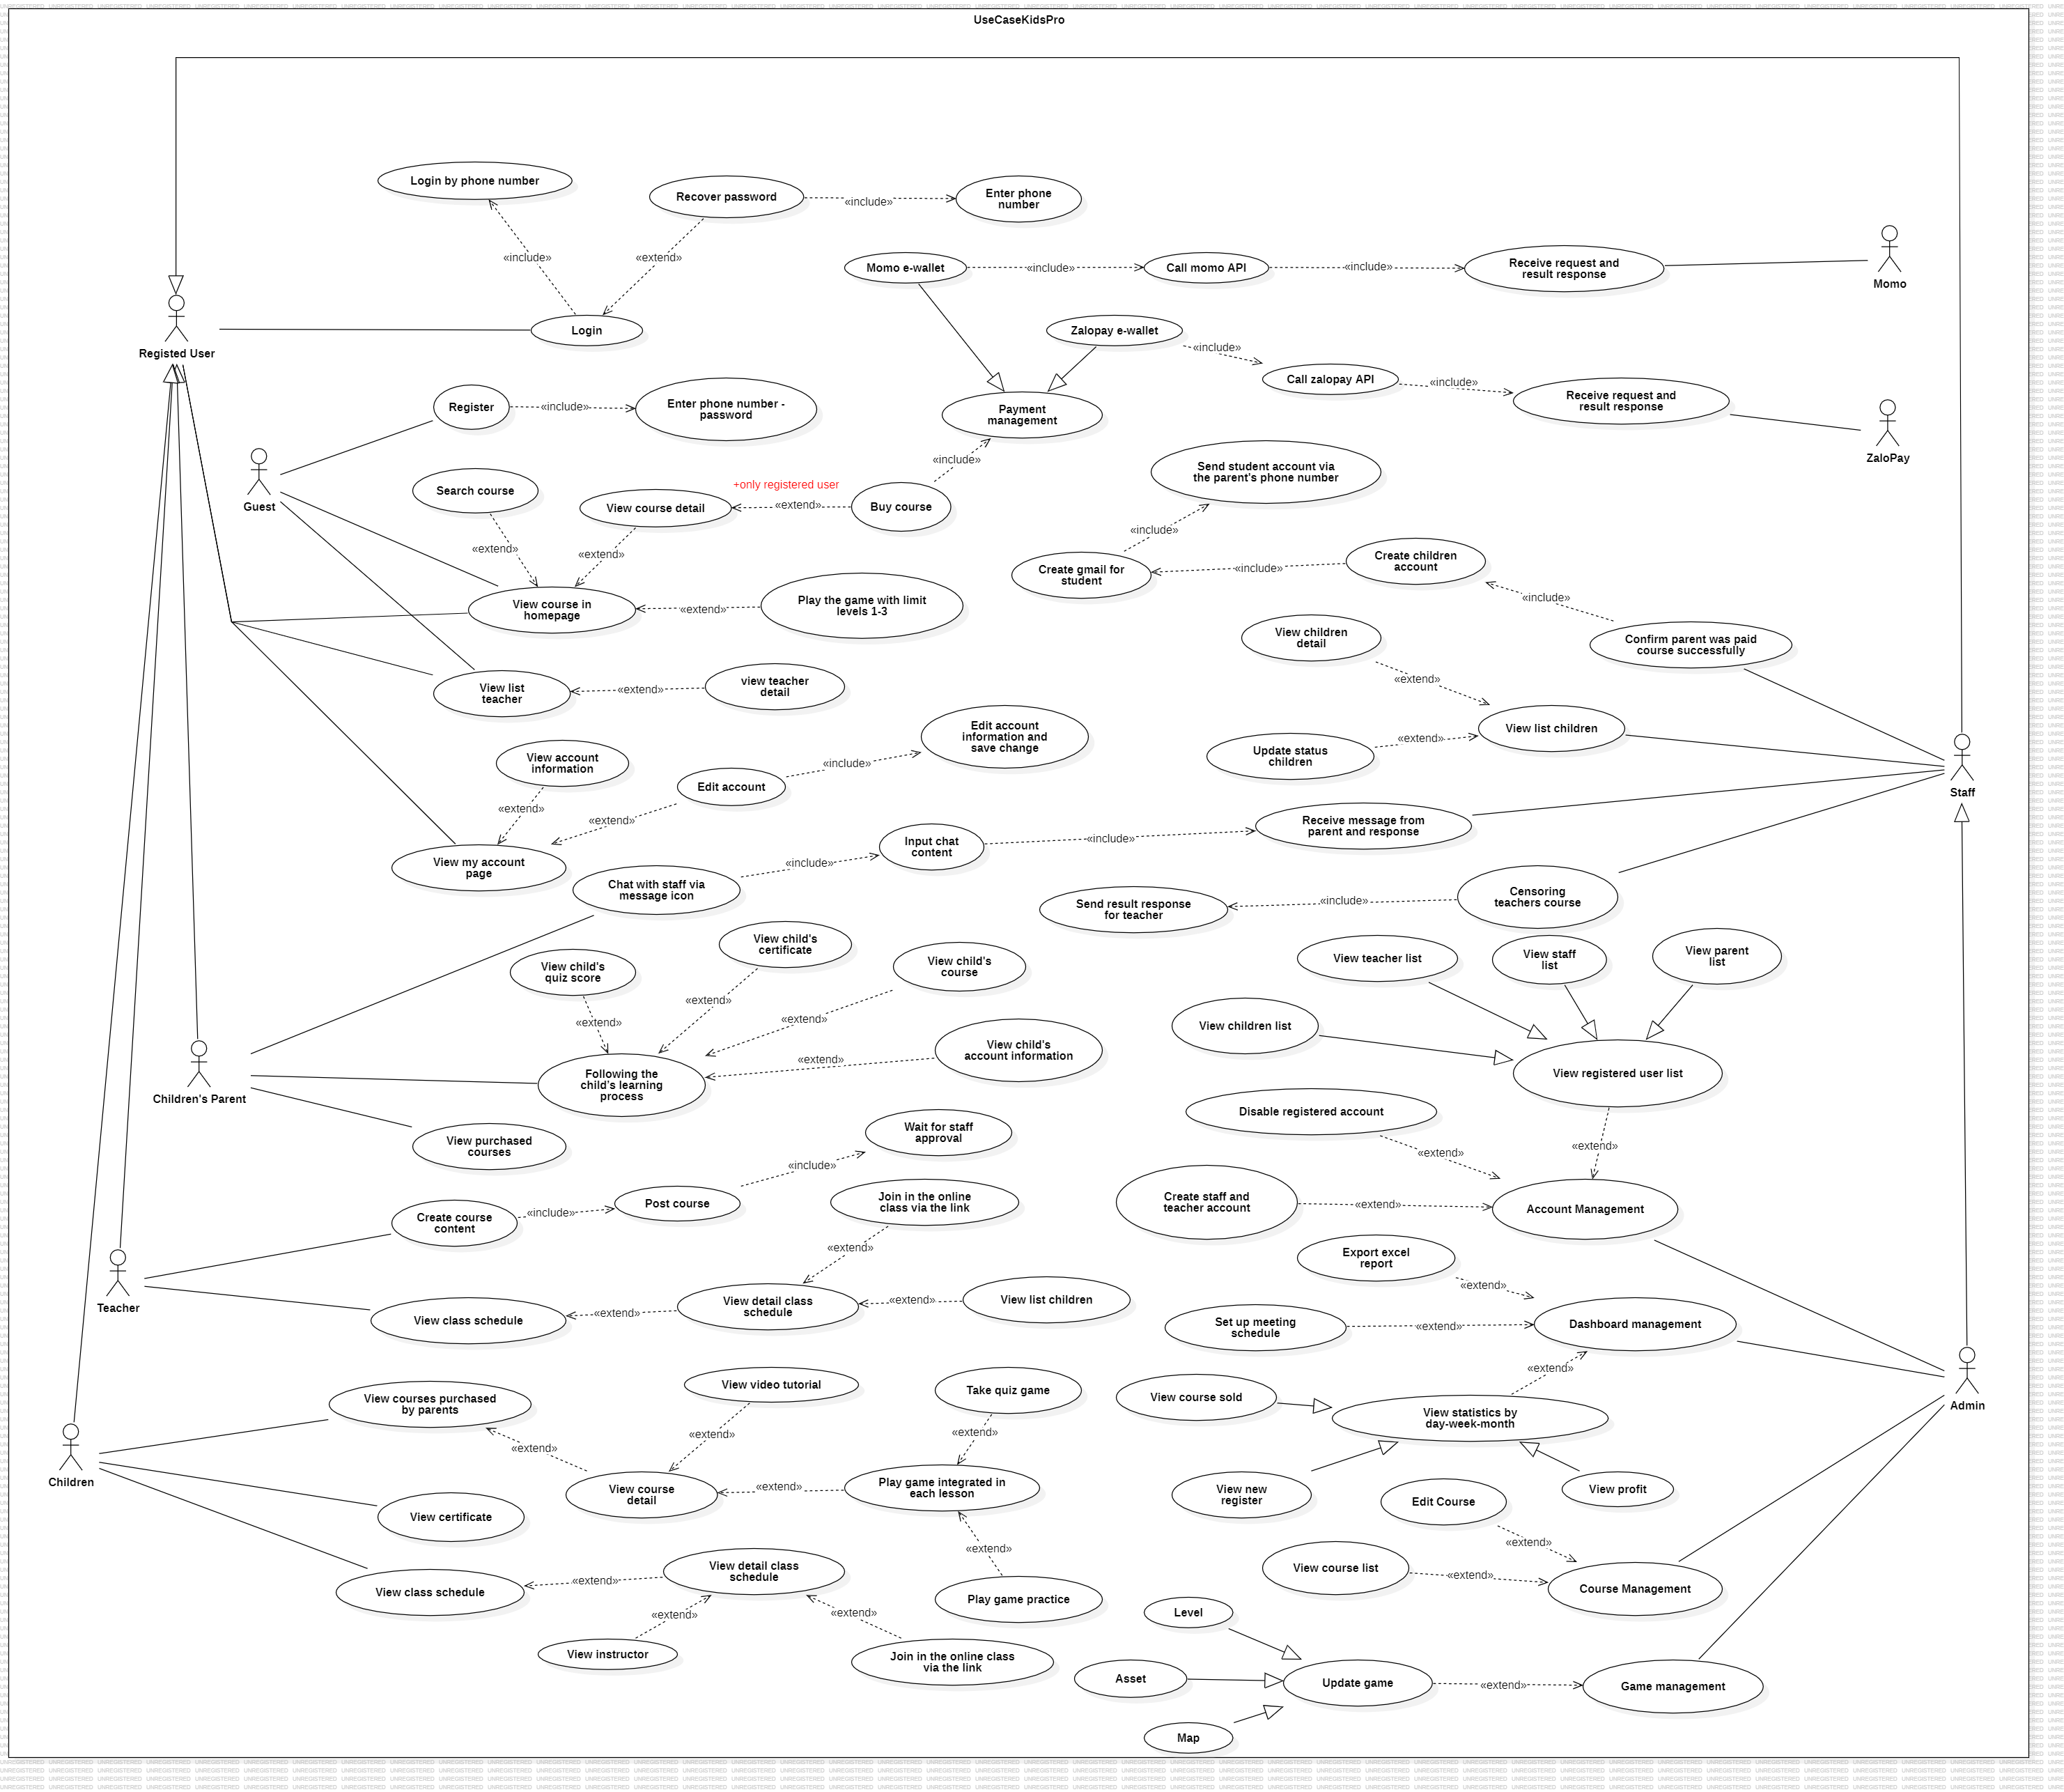 UseCaseKidsPro
Login by phone number
Recover password
«include»
Enter phone
number
«include»
«extend»
Momo e-wallet
«include»
Call momo API
«include»
Receive request and
result response
Momo
Registed User
Login
Zalopay e-wallet
«include»
Call zalopay API
«include»
Receive request and
result response
ZaloPay
Register
«include»
Enter phone number -
password
Payment
management
«include»
Guest
Search course
View course detail
+only registered user
«extend»
Buy course
Send student account via
the parent's phone number
«include»
«extend»
«extend»
Create gmail for
student
«include»
Create children
account
«include»
View course in
homepage
«extend»
Play the game with limit
levels 1-3
View children
detail
Confirm parent was paid
course successfully
View list
teacher
«extend»
view teacher
detail
«extend»
View list children
Edit account
information and
save change
Update status
children
«extend»
View account
information
Edit account
«include»
Staff
«extend»
«extend»
View my account
page
Chat with staff via
message icon
«include»
Input chat
content
«include»
Receive message from
parent and response
Send result response
for teacher
«include»
Censoring
teachers course
View child's
quiz score
View child's
certificate
View child's
course
View teacher list
View staff
list
View parent
list
«extend»
«extend»
«extend»
«extend»
View child's
account information
View children list
View registered user list
Children's Parent
Following the
child's learning
process
View purchased
courses
Wait for staff
approval
Disable registered account
«extend»
«extend»
«include»
Create course
content
«include»
Post course
Join in the online
class via the link
Create staff and
teacher account
«extend»
Account Management
«extend»
Export excel
report
«extend»
Teacher
View class schedule
«extend»
View detail class
schedule
«extend»
View list children
Set up meeting
schedule
«extend»
Dashboard management
«extend»
View courses purchased
by parents
View video tutorial
Take quiz game
View course sold
View statistics by
day-week-month
Admin
«extend»
«extend»
«extend»
Children
View course
detail
«extend»
Play game integrated in
each lesson
View new
register
Edit Course
View profit
View certificate
«extend»
«extend»
View class schedule
«extend»
View detail class
schedule
View course list
«extend»
Course Management
Play game practice
«extend»
«extend»
Level
View instructor
Join in the online class
via the link
Asset
Update game
«extend»
Game management
Map
UNREGISTERED